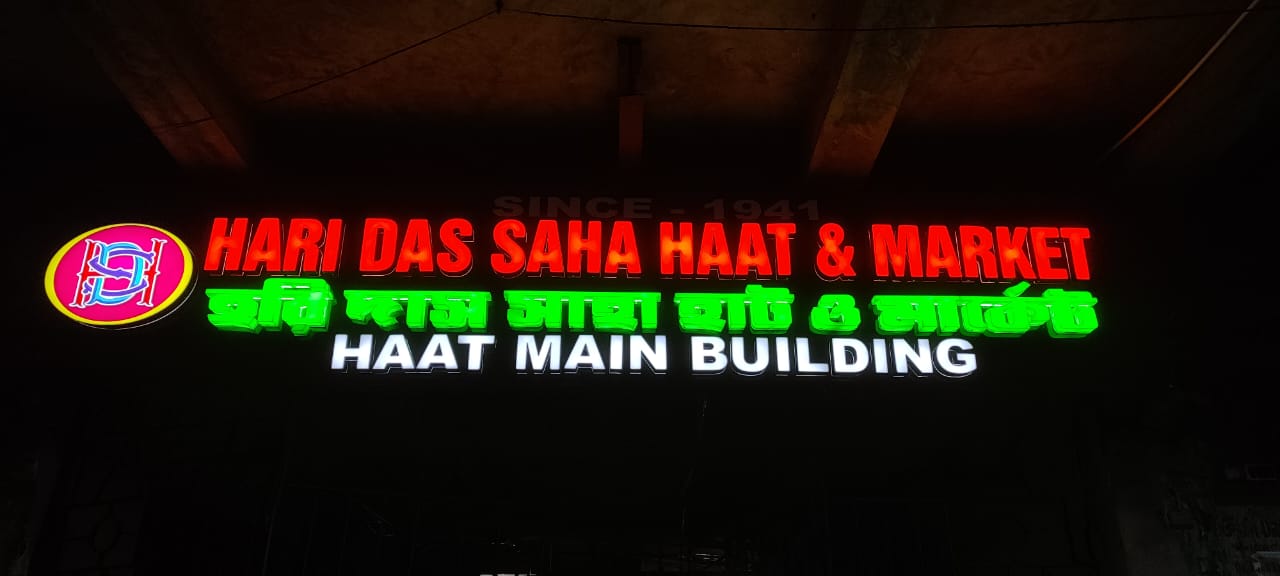 SINCE - 1941
HARI DAS SAHA HAAT & MARKET
হরি দাস সাহা হাট ও মার্কেট
HAAT MAIN BUILDING